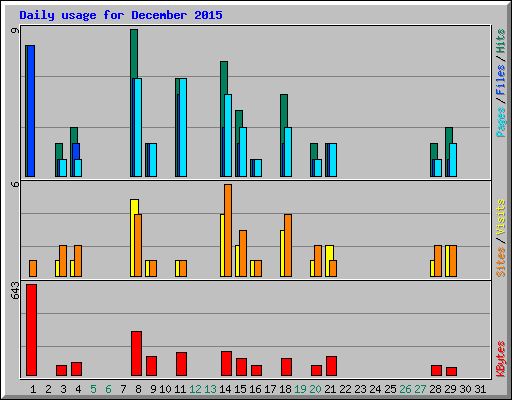 Daily usage for December 2015
9
Pages/Files/Hits
6
Sites/Visits
643
KBytes
1 2 3 4 5 6 7 8 9 10 11 12 13 14 15 16 17 18 19 20 21 22 23 24 25 26 27 28 29 30 31